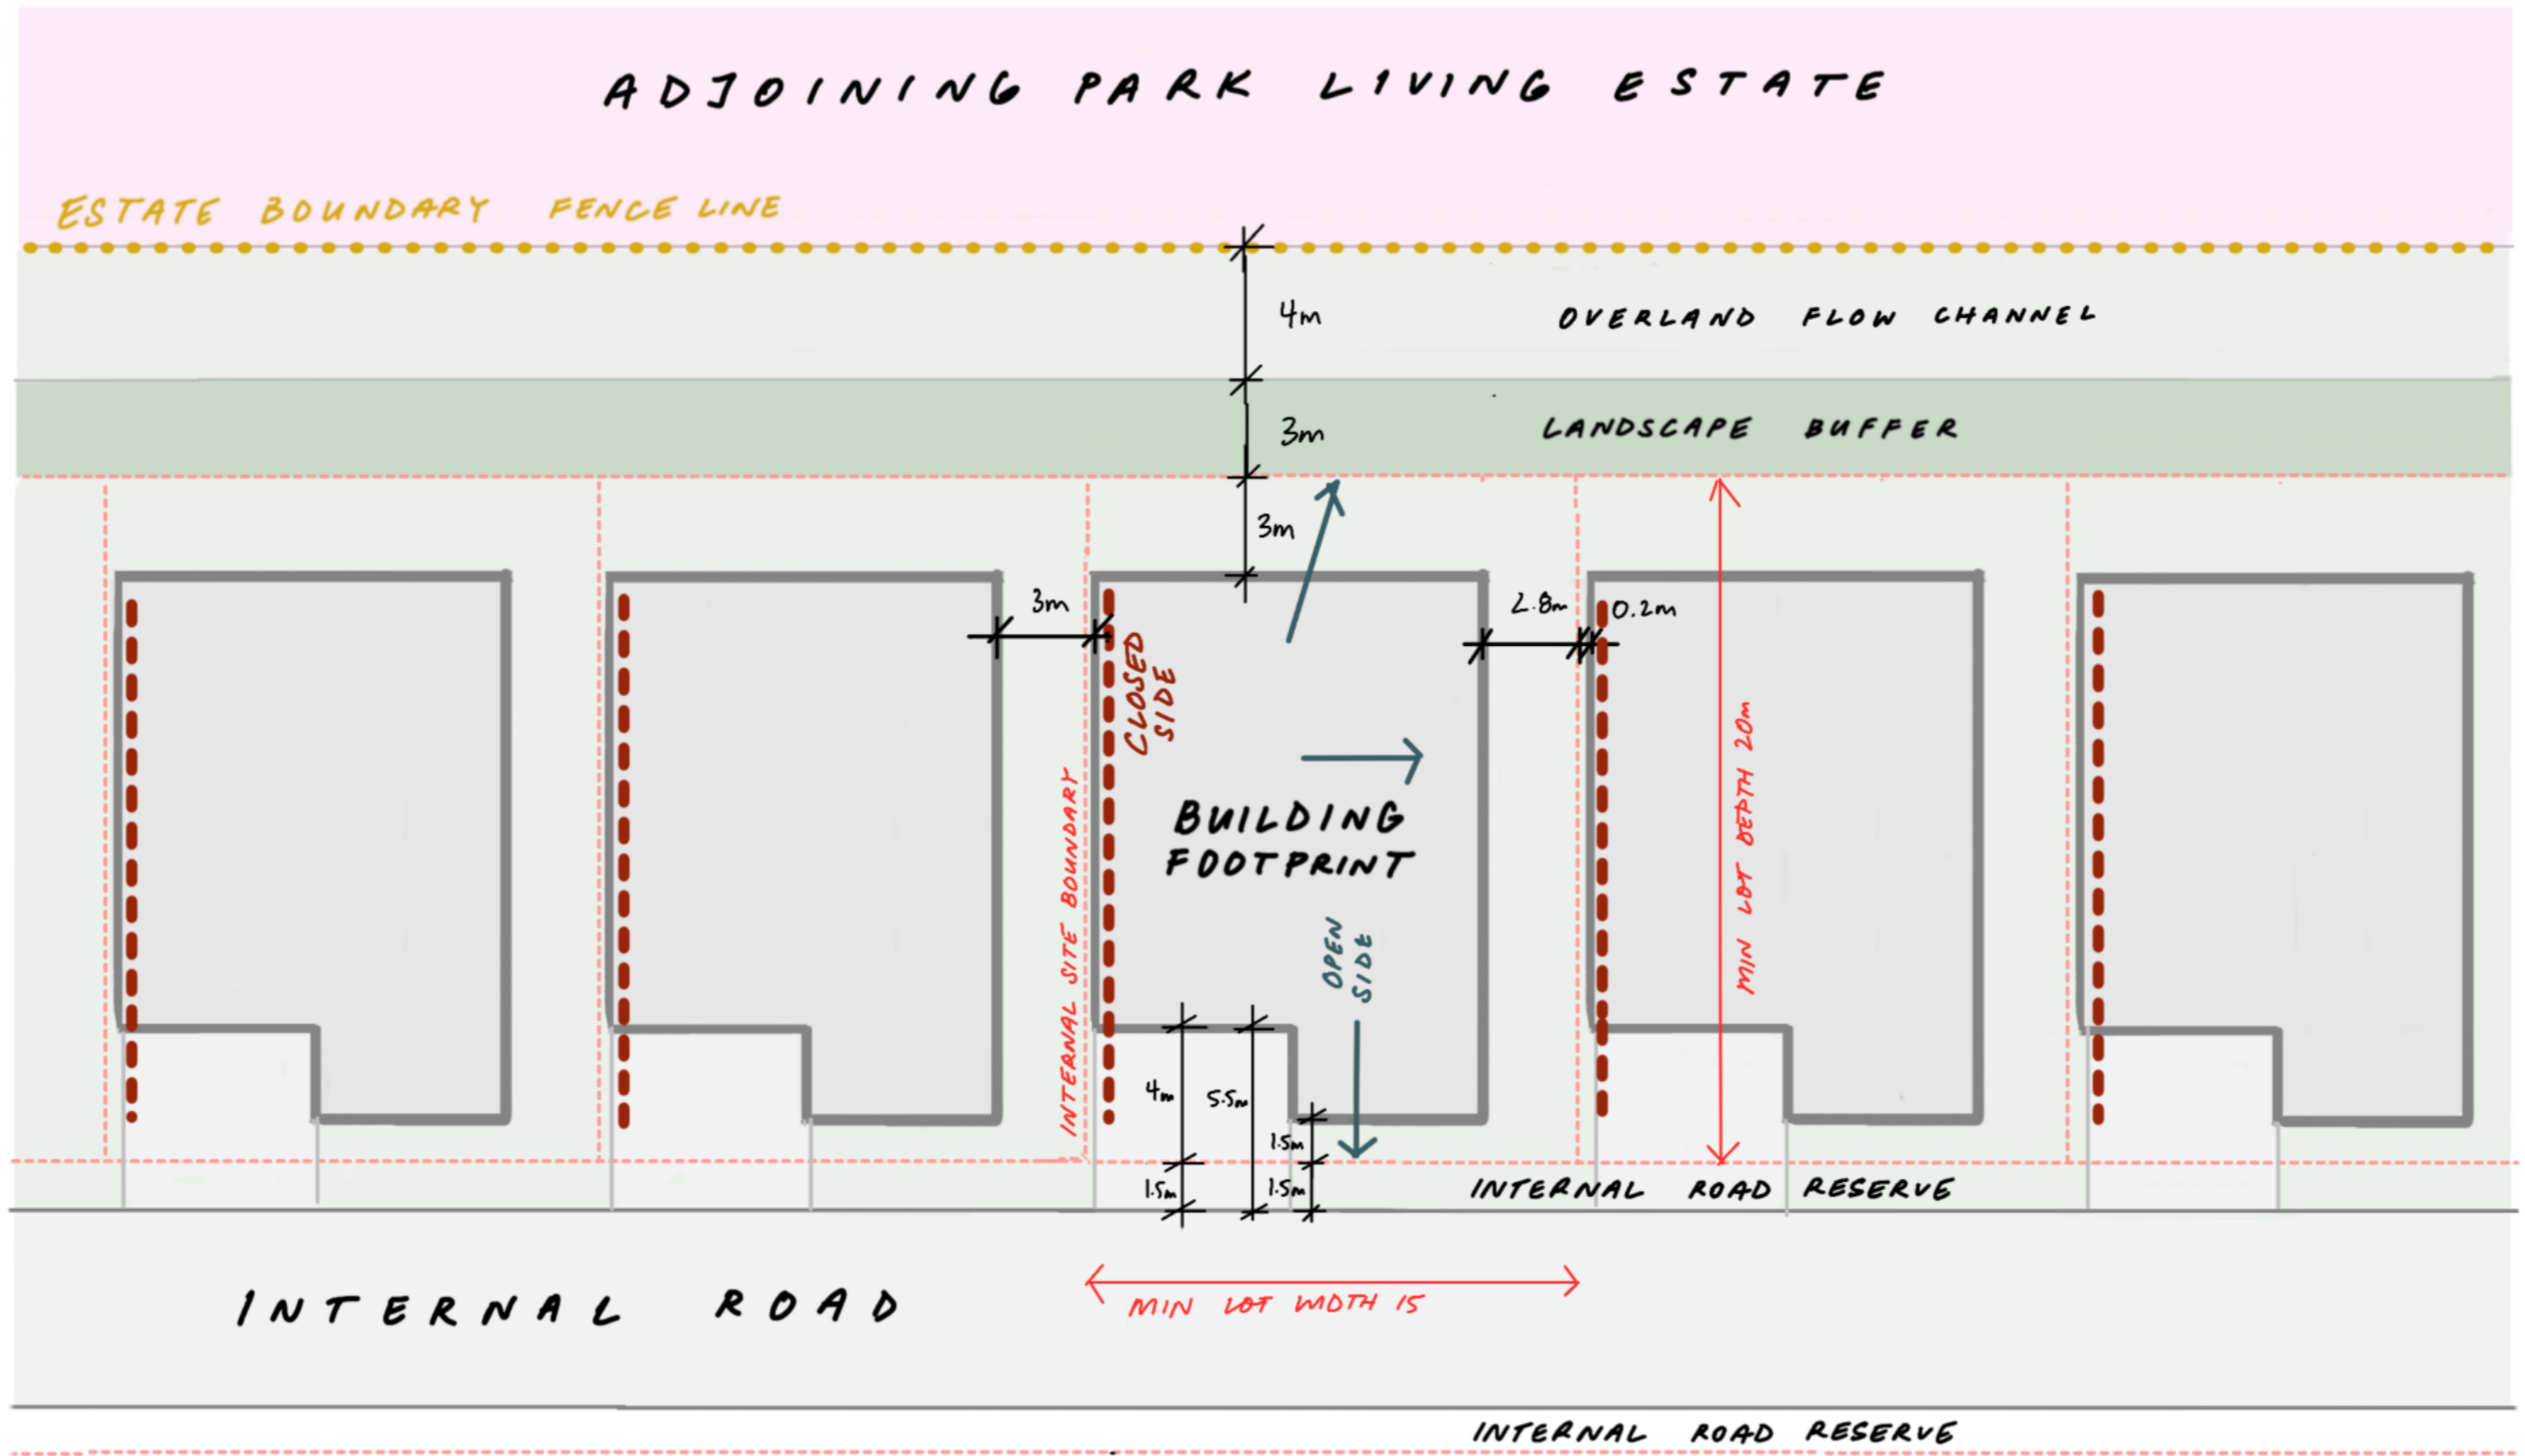 ADJOINING PARK LIVING ESTATE
ESTATE BOUNDARY FENCE LINE
4m
OVERLAND FLOW CHANNEL
3m
LANDSCAPE BUFFER
3m
3m
2.8m
0.2m
CLOSED
SIDE
MIN LOT DEPTH 20m
INTERNAL SITE BOUNDARY
BUILDING
FOOTPRINT
OPEN
SIDE
4m
5.5m
1.5m
1.5m
1.5m
INTERNAL ROAD RESERVE
INTERNAL ROAD
MIN LOT WIDTH 15
INTERNAL ROAD RESERVE